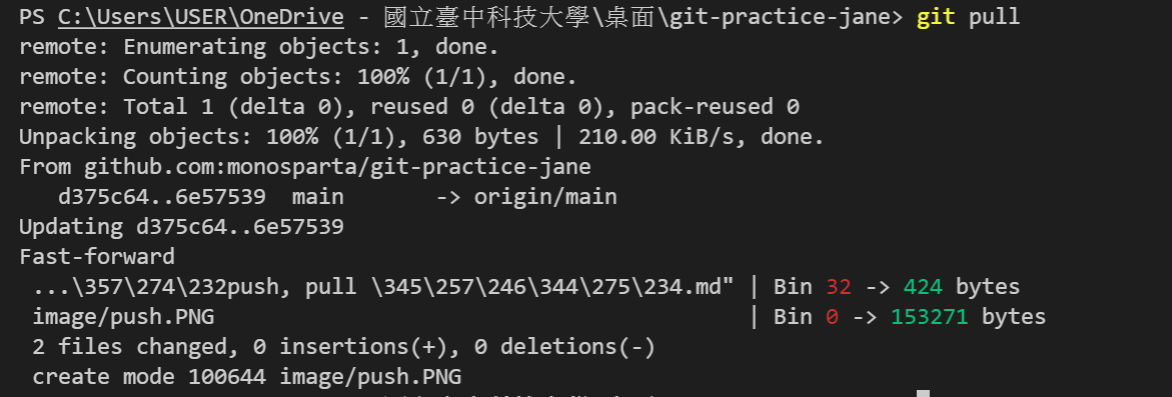 PS C:\Users\USER\OneDrive - 國立臺中科技大學\桌面\git-practice-jane> git pull
remote: Enumerating objects: 1, done.
remote: Counting objects: 100% (1/1), done.
remote: Total 1 (delta 0), reused 0 (delta 0), pack-reused 0
Unpacking objects: 100% (1/1), 630 bytes | 210.00 KiB/s, done.
From github.com:monosparta/git-practice-jane
   d375c64..6e57539  main       -> origin/main
Updating d375c64..6e57539
Fast-forward
 ...\357\274\232push, pull \345\257\246\344\275\234.md" | Bin 32 -> 424 bytes
 image/push.PNG                                         | Bin 0 -> 153271 bytes
 2 files changed, 0 insertions(+), 0 deletions(-)
 create mode 100644 image/push.PNG